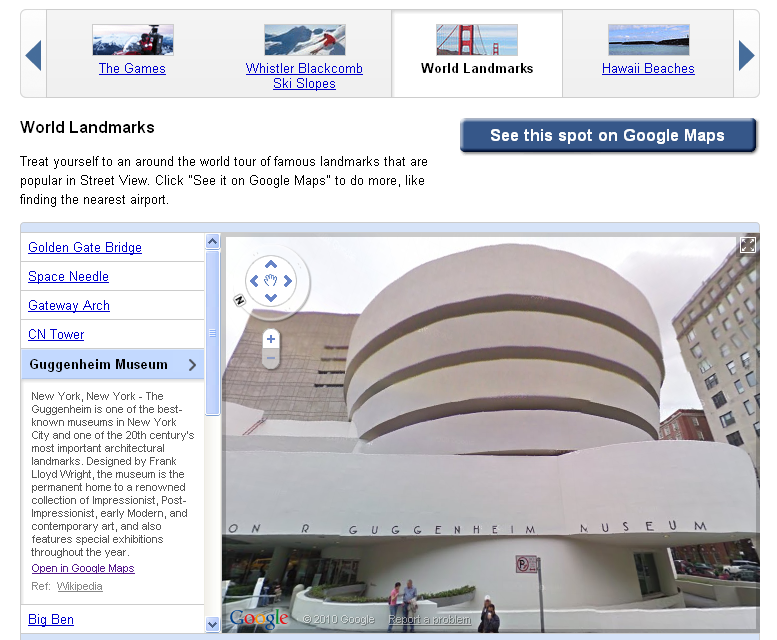 The Games
Whistler Blackcomb
Ski Slopes
World Landmarks
Hawaii Beaches
World Landmarks
See this spot on Google Maps
Treat yourself to an around the world tour of famous landmarks that are
popular in Street View. Click "See it on Google Maps" to do more, like
finding the nearest airport.
Golden Gate Bridge
Space Needle
Gateway Arch
CN Tower
Guggenheim Museum
New York, New York - The
Guggenheim is one of the best-
known museums in New York
City and one of the 20th century's
most important architectural
landmarks. Designed by Frank
Lloyd Wright, the museum is the
permanent home to a renowned
collection of Impressionist, Post-
Impressionist, early Modern, and
contemporary art, and also
features special exhibitions
throughout the year.
Open in Google Maps
Ref: Wikipedia
Big Ben
N
ON R GUGGENHEIM MUSEUM
Google © 2010 Google Report a problem